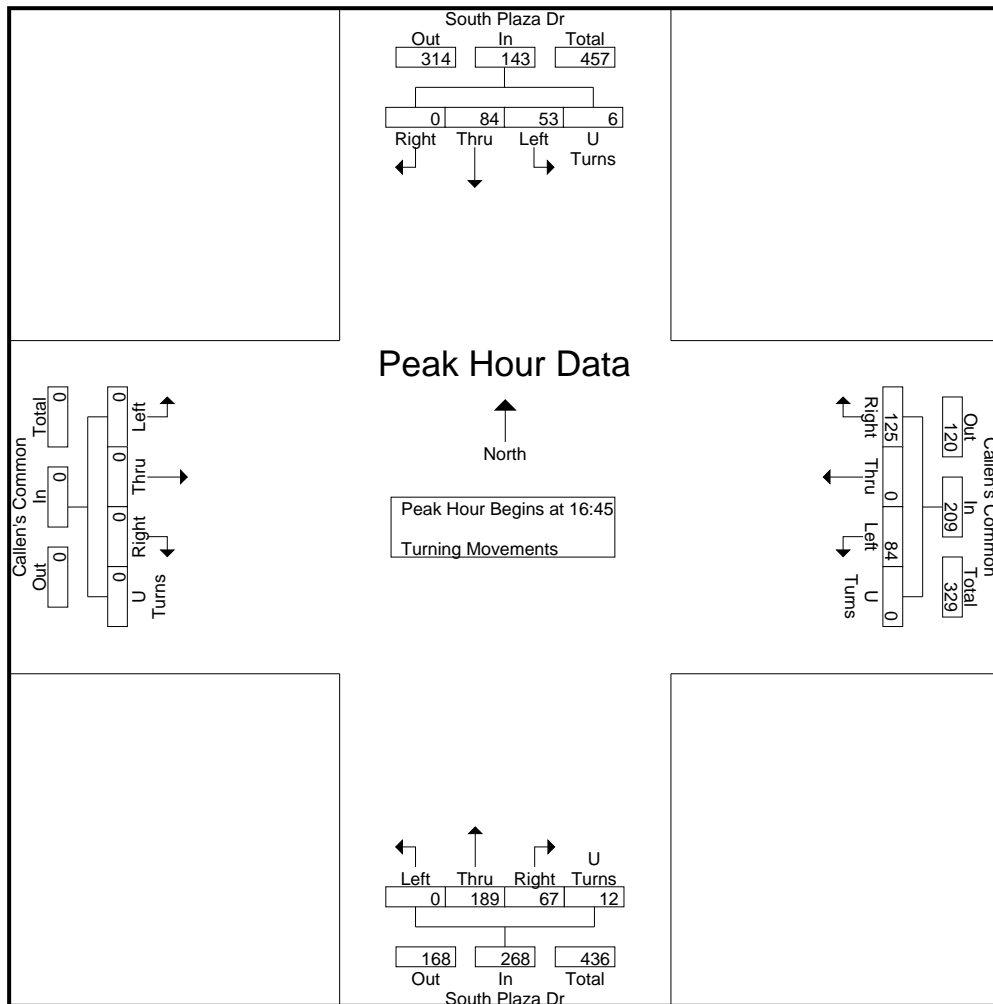 South Plaza Dr
Out In Total
314 143 457
0 84 53 6
Right Thru Left U
Turns
Peak Hour Data
North
Peak Hour Begins at 16:45
Turning Movements
Callen's Common
Total In Out
0 0 0
0 0 0 0
Left Thru Right U
Turns
Callen's Common
Out In Total
120 209 329
125 0 84 0
Right Thru Left U
Turns
U
Left Thru Right Turns
0 189 67 12
168 268 436
Out In Total
South Plaza Dr